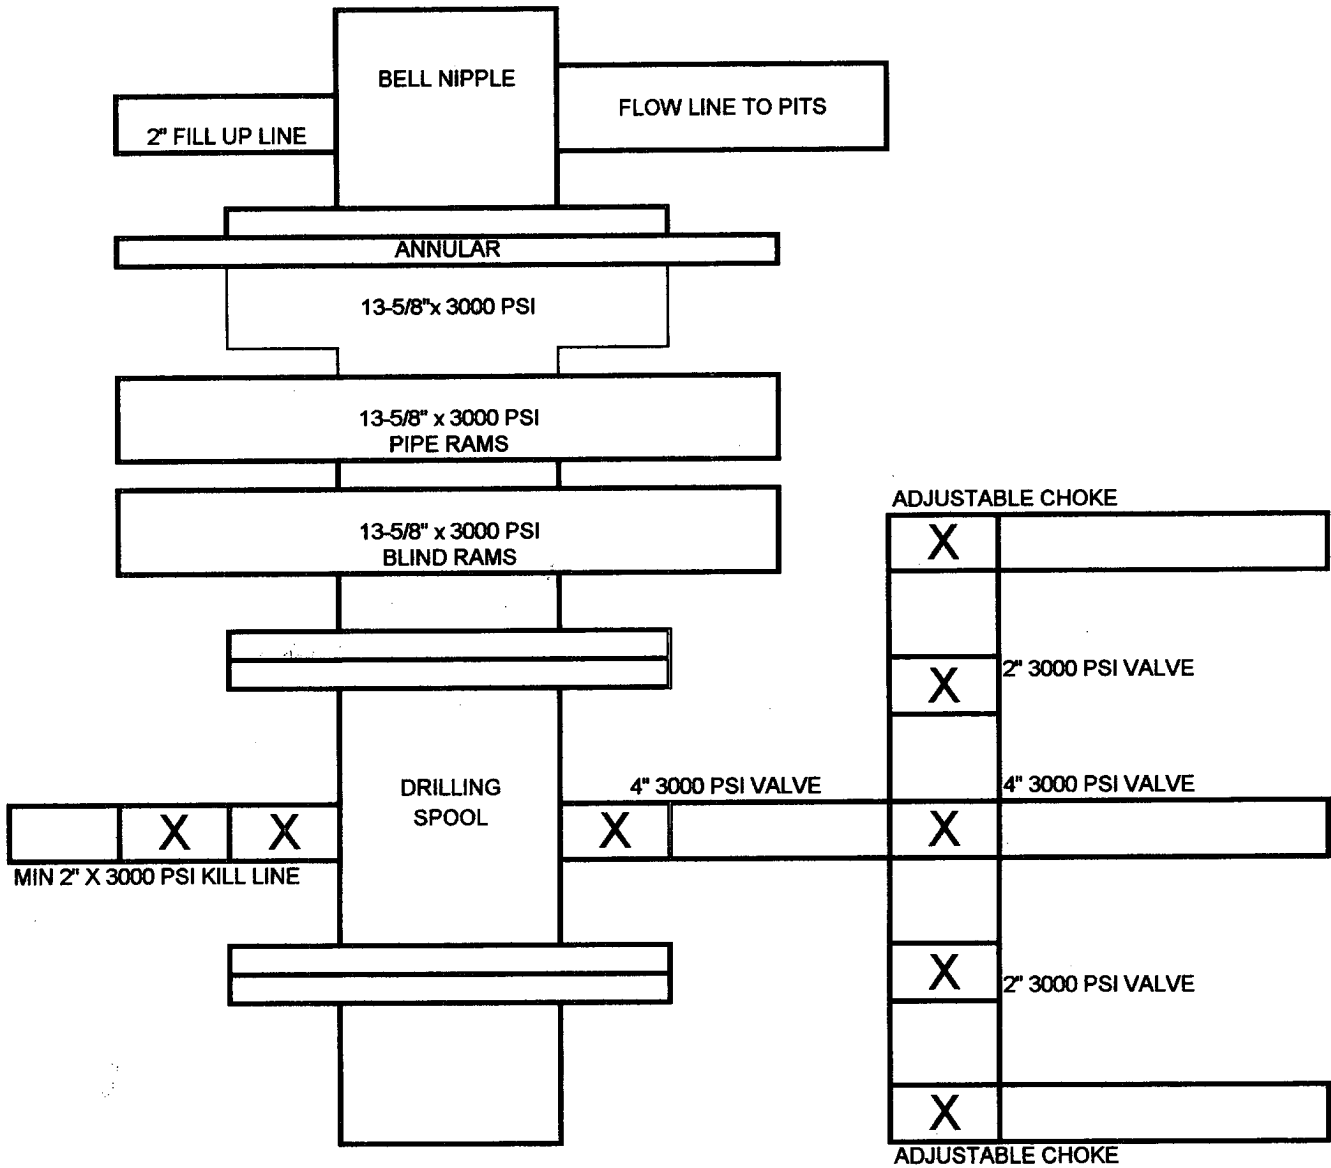 BELL NIPPLE
FLOW LINE TO PITS
2" FILL UP LINE
ANNULAR
13-5/8"x 3000 PSI
13-5/8" x 3000 PSI
PIPE RAMS
13-5/8" x 3000 PSI
BLIND RAMS
ADJUSTABLE CHOKE
X
X
2" 3000 PSI VALVE
DRILLING
SPOOL
4" 3000 PSI VALVE
4" 3000 PSI VALVE
X X X X
MIN 2" X 3000 PSI KILL LINE
X
2" 3000 PSI VALVE
X
ADJUSTABLE CHOKE